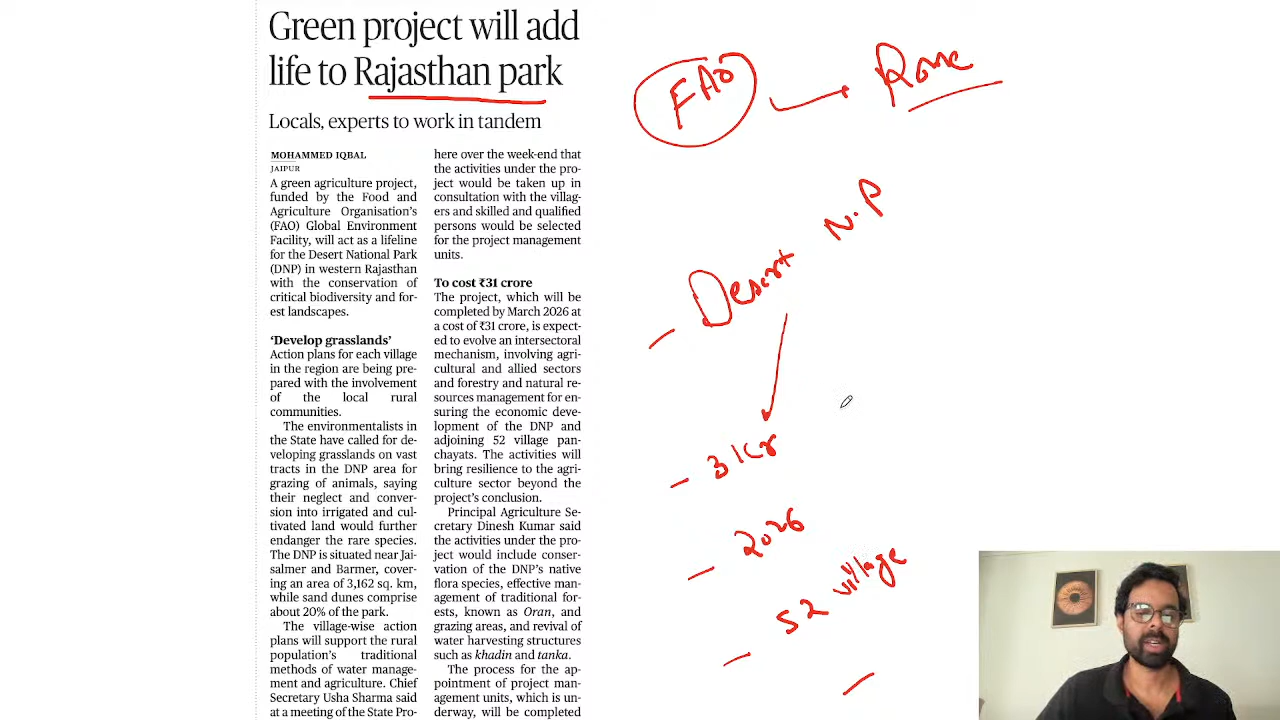 Green project will add
life to Rajasthan park
Locals, experts to work in tandem
MOHAMMED IQBAL
JAIPUR
A green agriculture project,
funded by the Food and
Agriculture Organisation's
(FAO) Global Environment
Facility, will act as a lifeline
for the Desert National Park
(DNP) in western Rajasthan
with the conservation of
critical biodiversity and for-
est landscapes.
'Develop grasslands'
Action plans for each village
in the region are being pre-
pared with the involvement
of the local rural
communities.
The environmentalists in
the State have called for de-
veloping grasslands on vast
tracts in the DNP area for
grazing of animals, saying
their neglect and conver-
sion into irrigated and cul-
tivated land would further
endanger the rare species.
The DNP is situated near Jai-
salmer and Barmer, cover-
ing an area of 3,162 sq. km,
while sand dunes comprise
about 20% of the park.
The village-wise action
plans will support the rural
population's traditional
methods of water manage-
ment and agriculture. Chief
Secretary Usha Sharma said
at a meeting of the State Pro-
here over the week-end that
the activities under the pro-
ject would be taken up in
consultation with the villag-
ers and skilled and qualified
persons would be selected
for the project management
units.
To cost ₹31 crore
The project, which will be
completed by March 2026 at
a cost of ₹31 crore, is expect-
ed to evolve an intersectoral
mechanism, involving agri-
cultural and allied sectors
and forestry and natural re-
sources management for en-
suring the economic deve-
lopment of the DNP and
adjoining 52 village pan-
chayats. The activities will
bring resilience to the agri-
culture sector beyond the
project's conclusion.
Principal Agriculture Se-
cretary Dinesh Kumar said
the activities under the pro-
ject would include conser-
vation of the DNP's native
flora species, effective man-
agement of traditional for-
ests, known as Oran, and
grazing areas, and revival of
water harvesting structures
such as khadin and tanka.
The process for the ap-
pointment of project man-
agement units, which is un-
derway, will be completed
FAO
Rome
Desert N.P
31Cr
2026
52 village